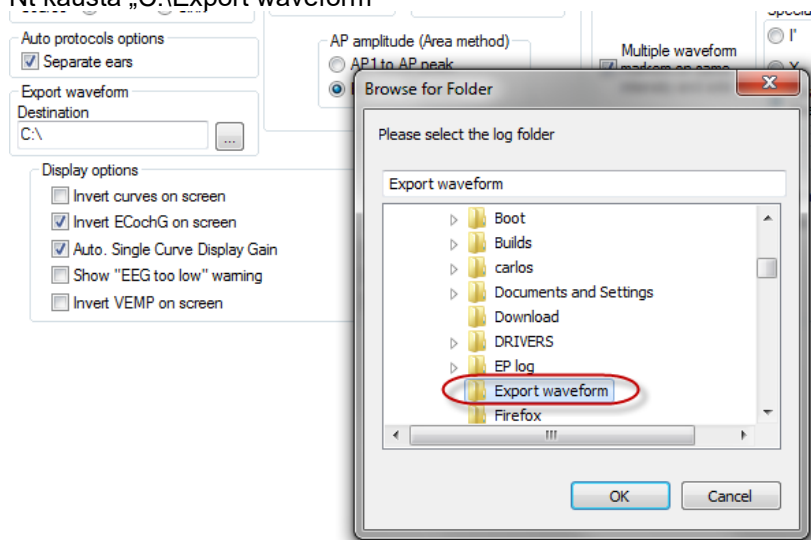 Nt kausta „C:\Export waveform“
Auto protocols options
Separate ears
Export waveform
Destination
C:\
...
AP amplitude (Area method)
AP1 to AP peak
Multiple waveform
Display options
Invert curves on screen
Invert ECochG on screen
Auto. Single Curve Display Gain
Show "EEG too low" warning
Invert VEMP on screen
Browse for Folder
Please select the log folder
Export waveform
Boot
Builds
carlos
Documents and Settings
Download
DRIVERS
EP log
Export waveform
Firefox
OK
Cancel